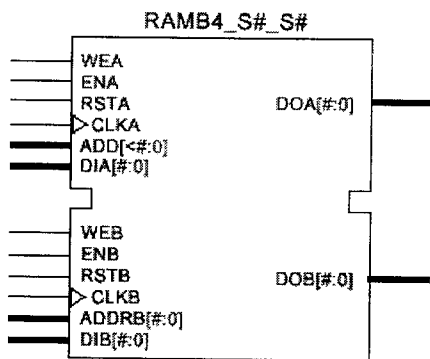 RAMB4_S#_S#
WEA
ENA
RSTA
CLKA
ADD[<#:0]
DIA[#:0]
DOA[#:0]
WEB
ENB
RSTB
CLKB
ADDRB[#:0]
DIB[#:0]
DOB[#:0]